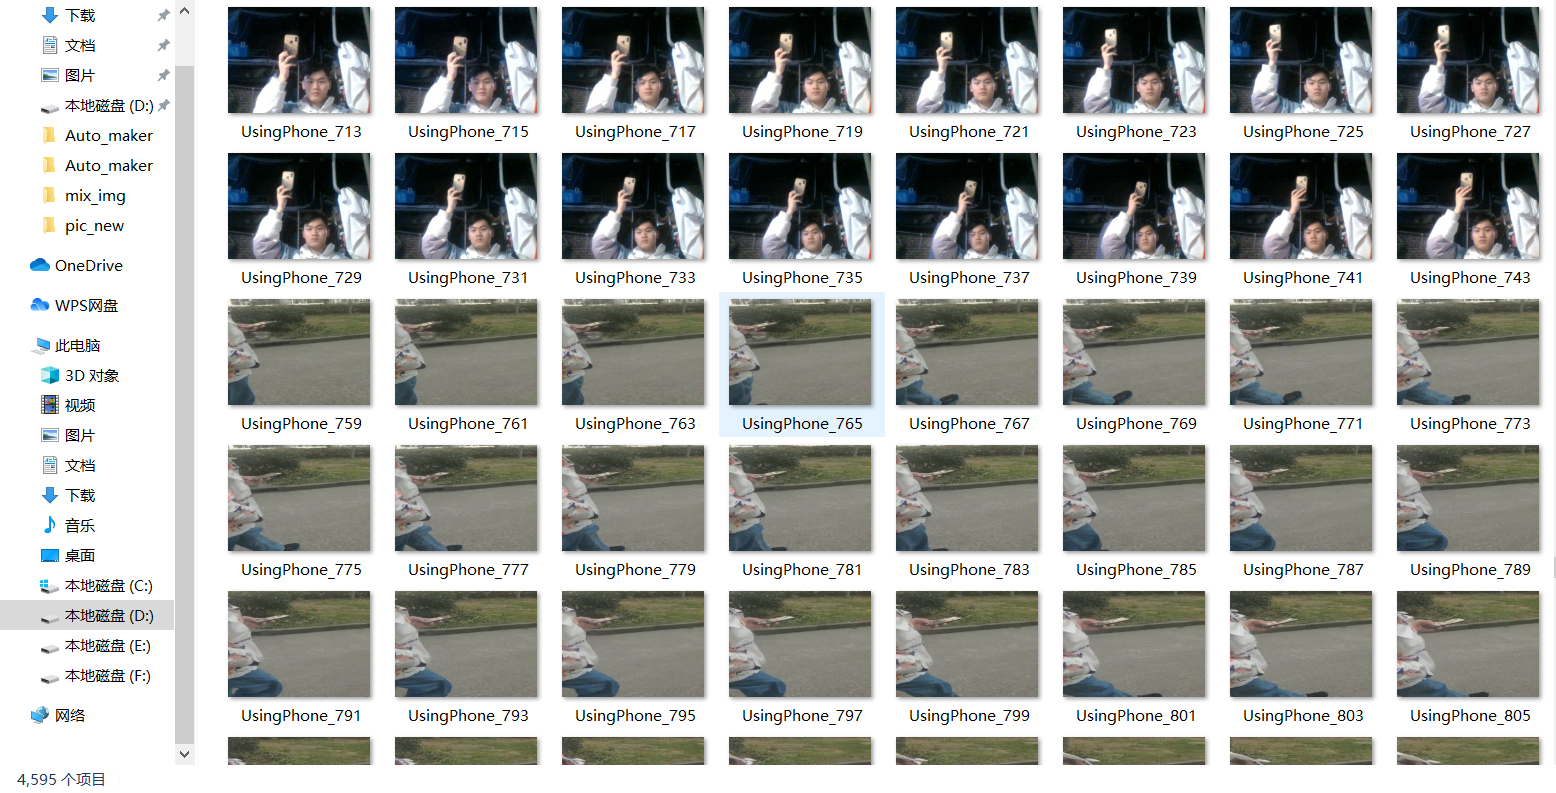 下载
文档
图片
本地磁盘 (D:)
Auto_maker
Auto_maker
mix_img
pic_new
OneDrive
WPS网盘
此电脑
3D 对象
视频
图片
文档
下载
音乐
桌面
本地磁盘 (C:)
本地磁盘 (D:)
本地磁盘 (E:)
本地磁盘 (F:)
网络
UsingPhone_713 UsingPhone_715 UsingPhone_717 UsingPhone_719 UsingPhone_721 UsingPhone_723 UsingPhone_725 UsingPhone_727
UsingPhone_729 UsingPhone_731 UsingPhone_733 UsingPhone_735 UsingPhone_737 UsingPhone_739 UsingPhone_741 UsingPhone_743
UsingPhone_759 UsingPhone_761 UsingPhone_763 UsingPhone_765 UsingPhone_767 UsingPhone_769 UsingPhone_771 UsingPhone_773
UsingPhone_775 UsingPhone_777 UsingPhone_779 UsingPhone_781 UsingPhone_783 UsingPhone_785 UsingPhone_787 UsingPhone_789
UsingPhone_791 UsingPhone_793 UsingPhone_795 UsingPhone_797 UsingPhone_799 UsingPhone_801 UsingPhone_803 UsingPhone_805
4,595 个项目